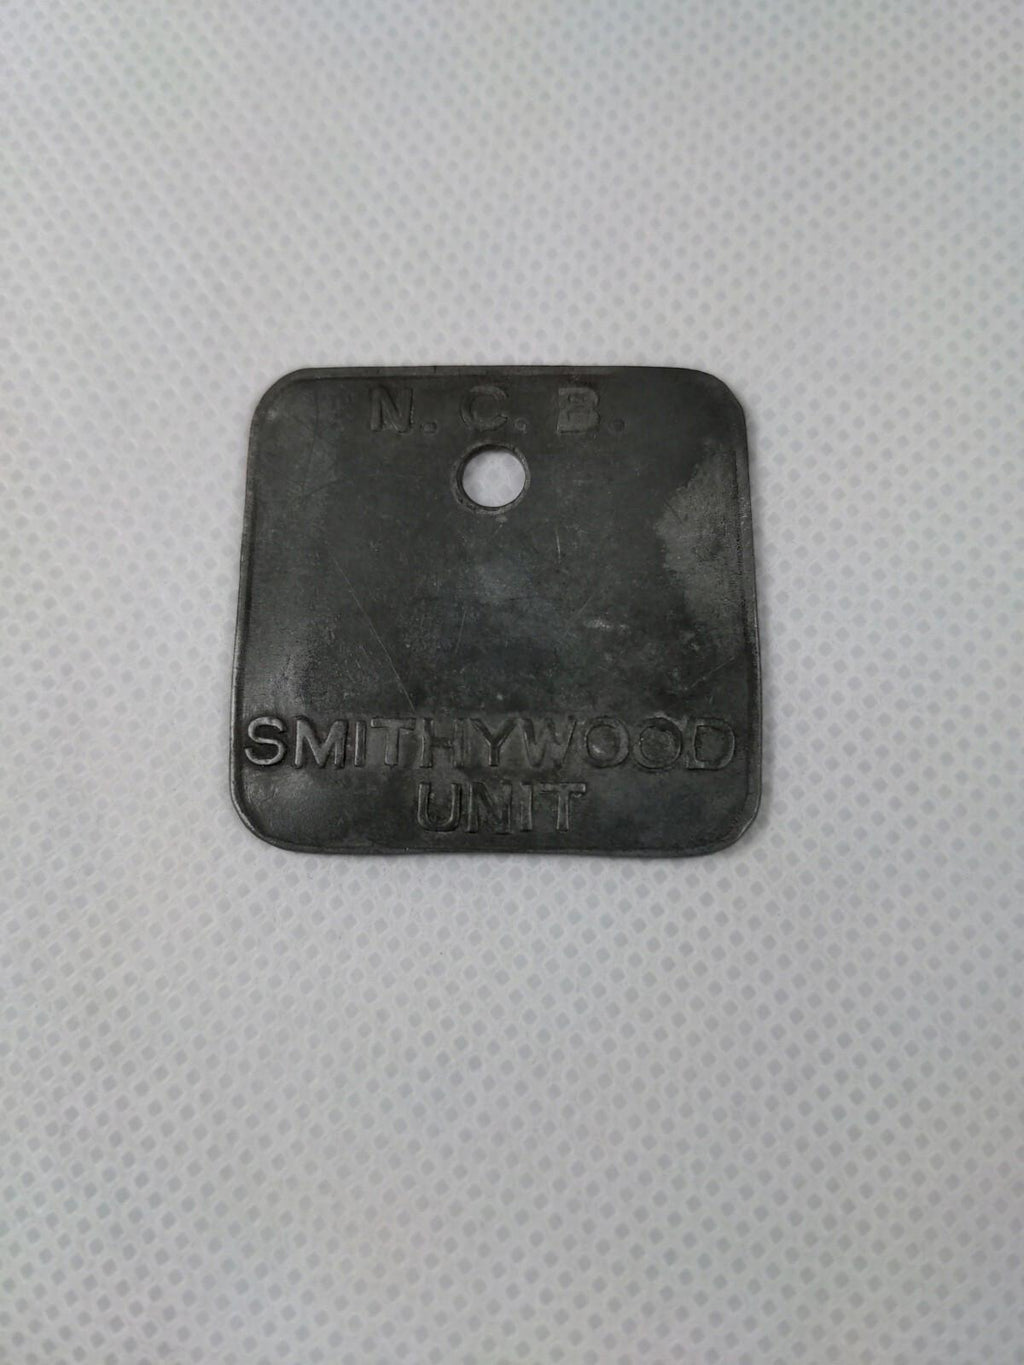 N. C. B.
SMITHYWOOD
UNIT